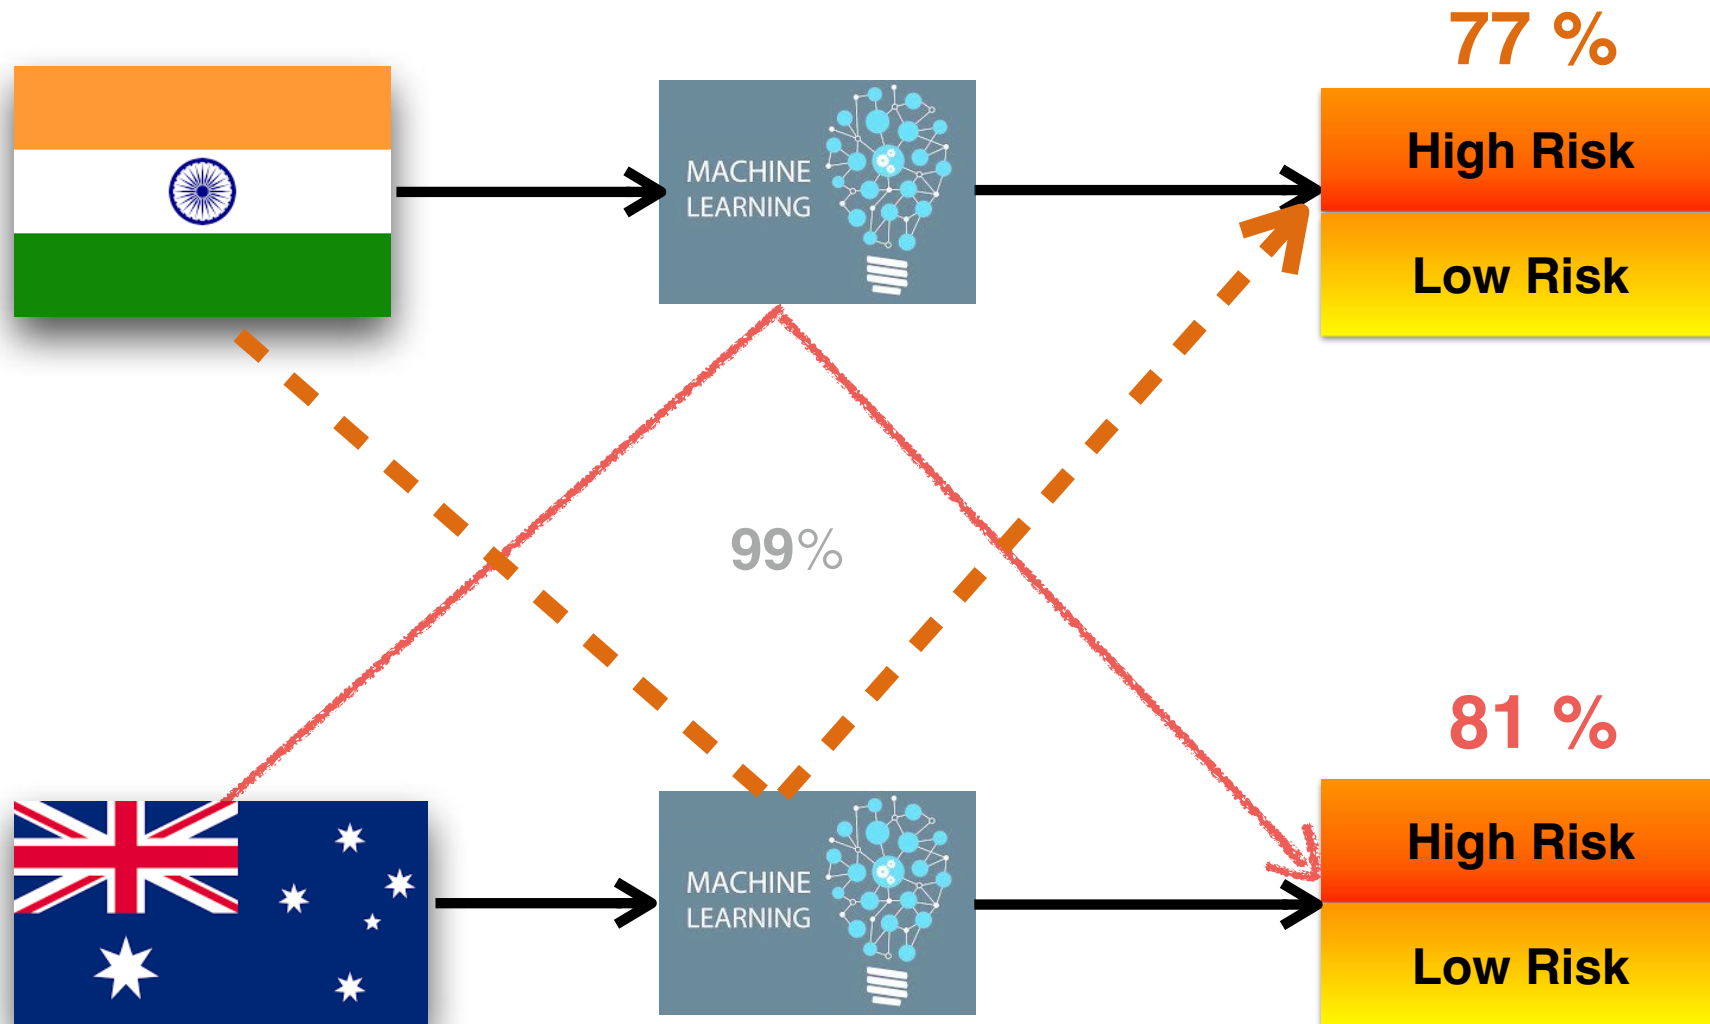 77 %
MACHINE
LEARNING
High Risk
Low Risk
99%
81 %
MACHINE
LEARNING
High Risk
Low Risk